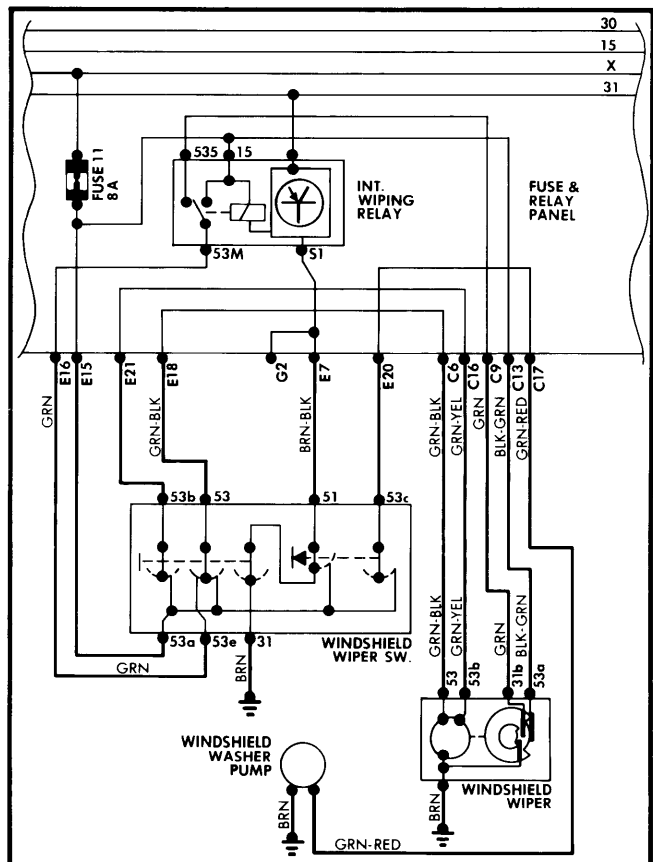 30
15
X
31
FUSE 11
8 A
535
15
INT.
WIPING
RELAY
FUSE &
RELAY
PANEL
53M
S1
E16
E15
E21
E18
G2
E7
E20
C6
C16
C9
C13
C17
GRN
GRN-BLK
BRN-BLK
GRN-BLK
GRN-YEL
GRN
BLK-GRN
GRN-RED
53b
53
51
53c
53a
53e
31
WINDSHIELD
WIPER SW.
GRN
BRN
GRN-BLK
GRN-YEL
GRN
BLK-GRN
53
53b
31b
53a
WINDSHIELD
WASHER
PUMP
WINDSHIELD
WIPER
BRN
BRN
GRN-RED